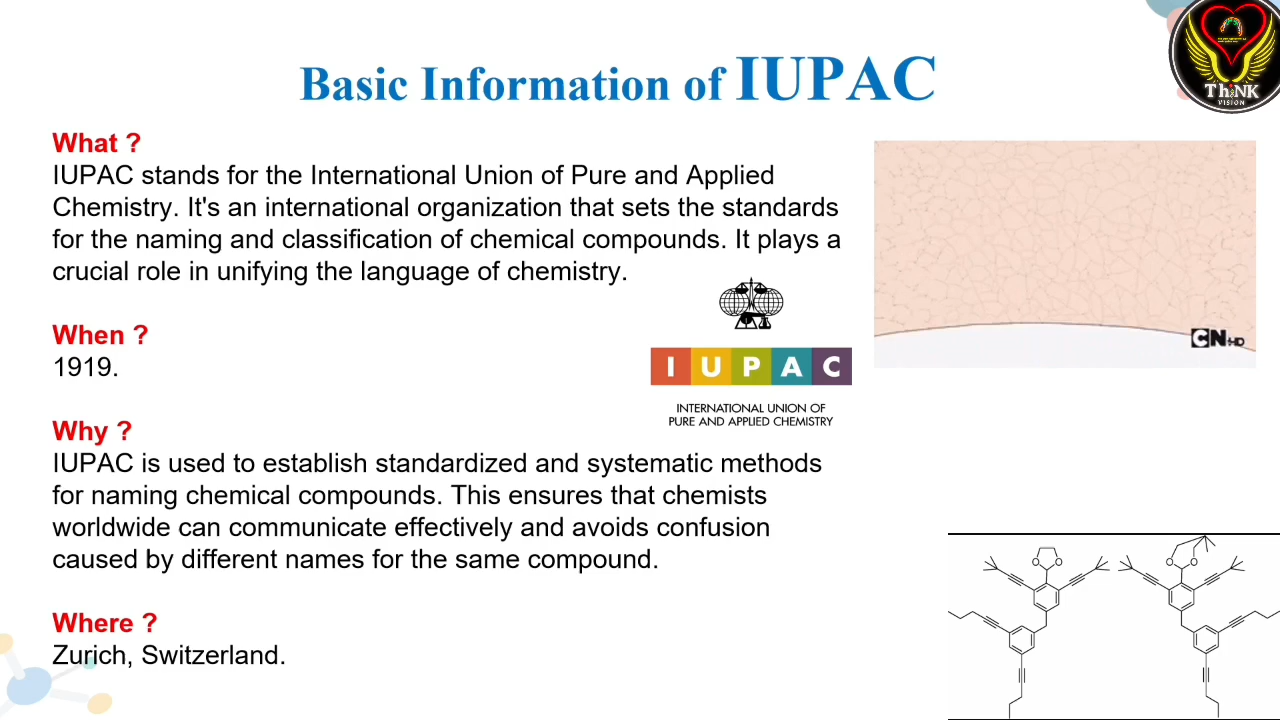 Basic Information of IUPAC
ThiNK
VISION
What ?
IUPAC stands for the International Union of Pure and Applied
Chemistry. It's an international organization that sets the standards
for the naming and classification of chemical compounds. It plays a
crucial role in unifying the language of chemistry.
When ?
1919.
IUPAC
INTERNATIONAL UNION OF
PURE AND APPLIED CHEMISTRY
CN HD
Why ?
IUPAC is used to establish standardized and systematic methods
for naming chemical compounds. This ensures that chemists
worldwide can communicate effectively and avoids confusion
caused by different names for the same compound.
Where ?
Zurich, Switzerland.
O O
O O